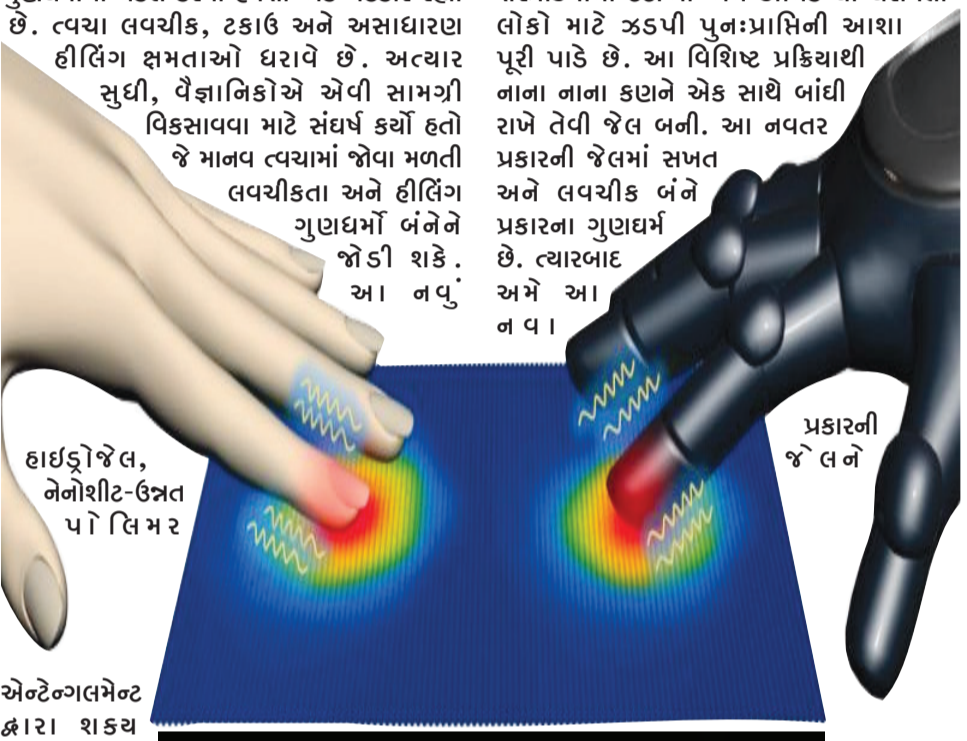 છે. ત્વચા લવચીક, ટકાઉ અને અસાધારણ
હીલિંગ ક્ષમતાઓ ધરાવે છે. અત્યાર
સુધી, વૈજ્ઞાનિકોએ એવી સામગ્રી
વિકસાવવા માટે સંઘર્ષ કર્યો હતો
જે માનવ ત્વચામાં જોવા મળતી
લવચીકતા અને હીલિંગ
ગુણધર્મો બંનેને
જોડી શકે.
આ નવું
હાઇડ્રોજેલ,
નેનોશીટ-ઉન્નત
પોલિમર
એન્ટેન્ગલમેન્ટ
દ્વારા શક્ય
લોકો માટે ઝડપી પુનઃપ્રાપ્તિની આશા
પૂરી પાડે છે. આ વિશિષ્ટ પ્રક્રિયાથી
નાના નાના કણને એક સાથે બાંધી
રાખે તેવી જેલ બની. આ નવતર
પ્રકારની જેલમાં સખત
અને લવચીક બંને
પ્રકારના ગુણઘર્મ
છે. ત્યારબાદ
અમે આ
નવા
પ્રકારની
જેલને